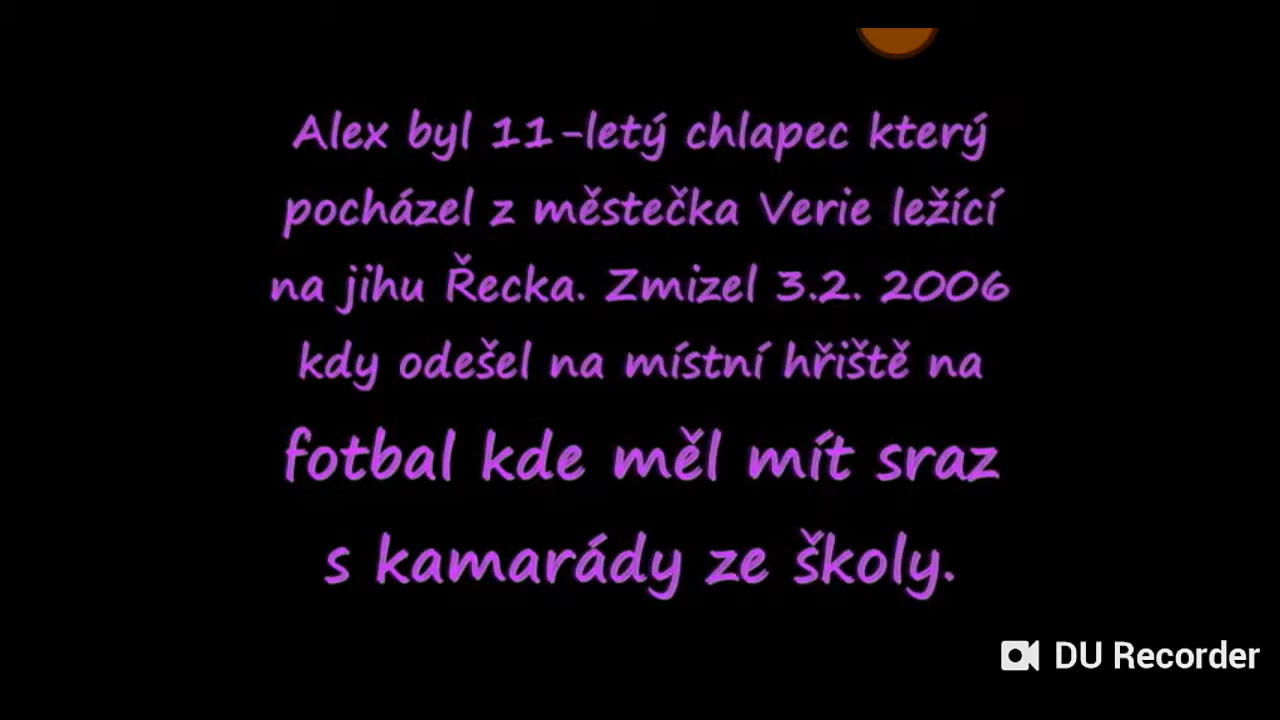 Alex byl 11-letý chlapec který
pocházel z městečka Verie ležící
na jihu Řecka. Zmizel 3.2. 2006
kdy odešel na místní hřiště na
fotbal kde měl mít sraz
s kamarády ze školy.
DU Recorder